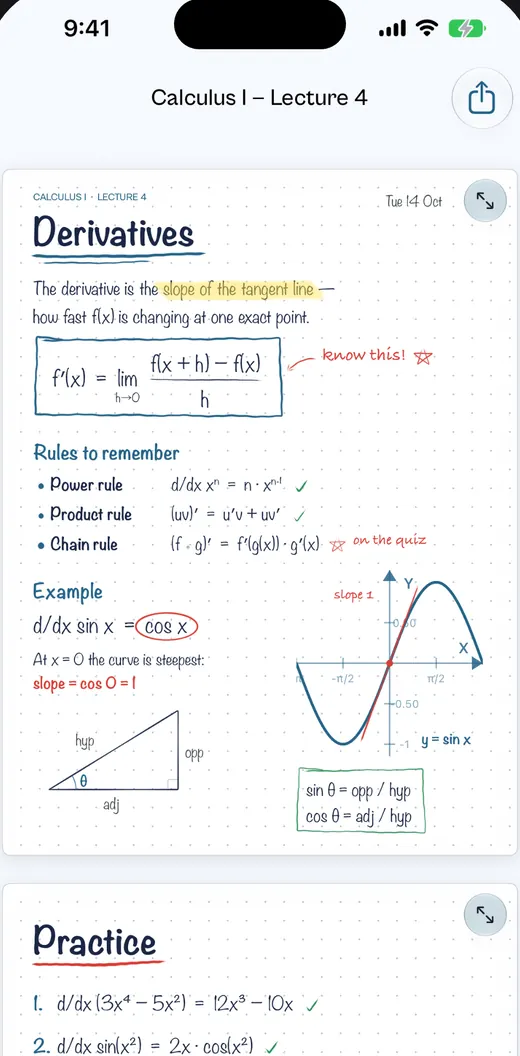 9:41
Calculus I – Lecture 4
CALCULUS I · LECTURE 4
Tue 14 Oct
Derivatives
The derivative is the slope of the tangent line —
how fast f(x) is changing at one exact point.
f'(x) = lim h→0 f(x + h) − f(x) / h
know this!
Rules to remember
• Power rule d/dx xⁿ = n · xⁿ⁻¹ ✓
• Product rule (uv)' = u'v + uv' ✓
• Chain rule (f ∘ g)' = f'(g(x)) · g'(x) ☆ on the quiz
Example
d/dx sin x = cos x
At x = 0 the curve is steepest:
slope = cos 0 = 1
slope 1
Y
0.50
X
-π/2
π/2
-0.50
-1
y = sin x
hyp
opp
θ
adj
sin θ = opp / hyp
cos θ = adj / hyp
Practice
1. d/dx (3x⁴ − 5x²) = 12x³ − 10x ✓
2. d/dx sin(x²) = 2x · cos(x²) ✓